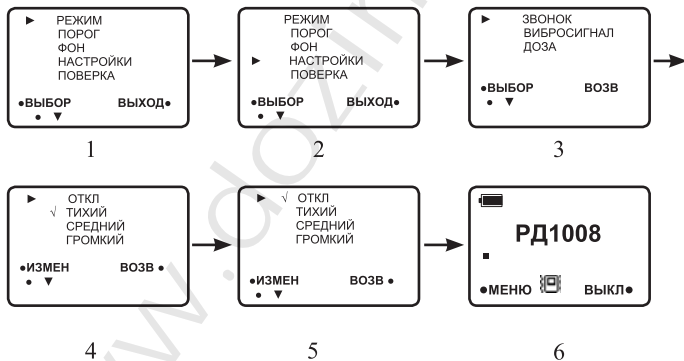 ► РЕЖИМ
ПОРОГ
ФОН
НАСТРОЙКИ
ПОВЕРКА
•ВЫБОР ВЫХОД•
• ▼
1
РЕЖИМ
ПОРОГ
ФОН
► НАСТРОЙКИ
ПОВЕРКА
•ВЫБОР ВЫХОД•
• ▼
2
► ЗВОНОК
ВИБРОСИГНАЛ
ДОЗА
•ВЫБОР ВОЗВ
• ▼
3
► ОТКЛ
√ ТИХИЙ
СРЕДНИЙ
ГРОМКИЙ
•ИЗМЕН ВОЗВ •
• ▼
4
► √ ОТКЛ
ТИХИЙ
СРЕДНИЙ
ГРОМКИЙ
•ИЗМЕН ВОЗВ •
• ▼
5
РД1008
•МЕНЮ ВЫКЛ•
6